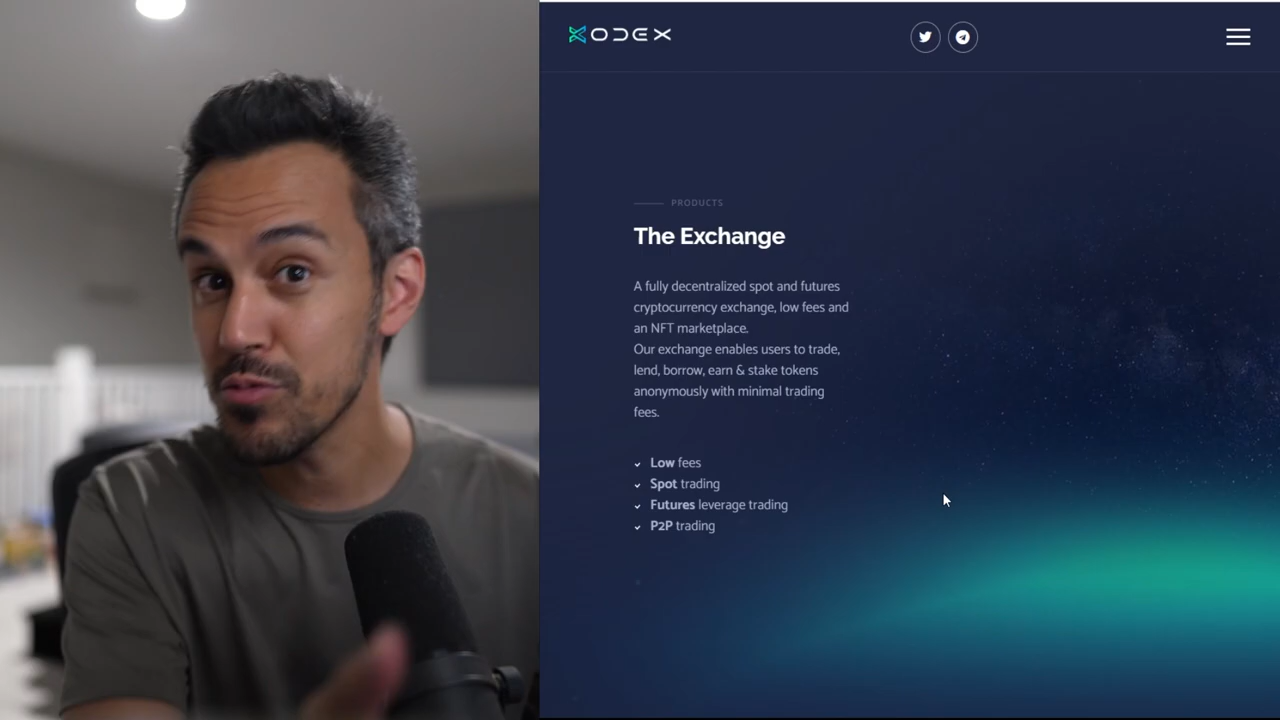 XODEX
PRODUCTS
The Exchange
A fully decentralized spot and futures
cryptocurrency exchange, low fees and
an NFT marketplace.
Our exchange enables users to trade,
lend, borrow, earn & stake tokens
anonymously with minimal trading
fees.
Low fees
Spot trading
Futures leverage trading
P2P trading